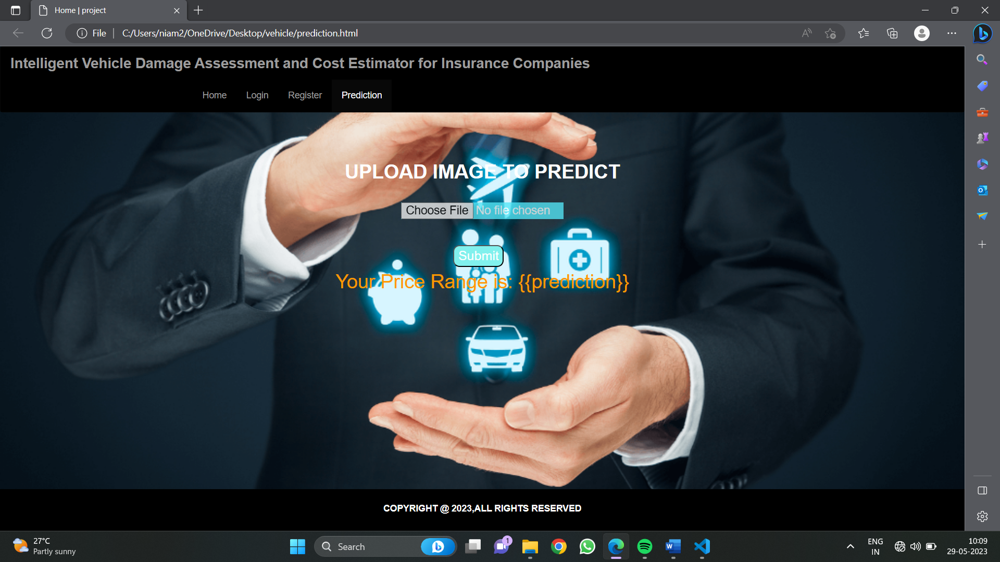 Home | project
File
C:/Users/niam2/OneDrive/Desktop/vehicle/prediction.html
Intelligent Vehicle Damage Assessment and Cost Estimator for Insurance Companies
Home
Login
Register
Prediction
UPLOAD IMAGE TO PREDICT
Choose File No file chosen
Submit
Your Price Range is: {{prediction}}
COPYRIGHT @ 2023,ALL RIGHTS RESERVED
27°C
Partly sunny
Search
1
ENG
IN
10:09
29-05-2023